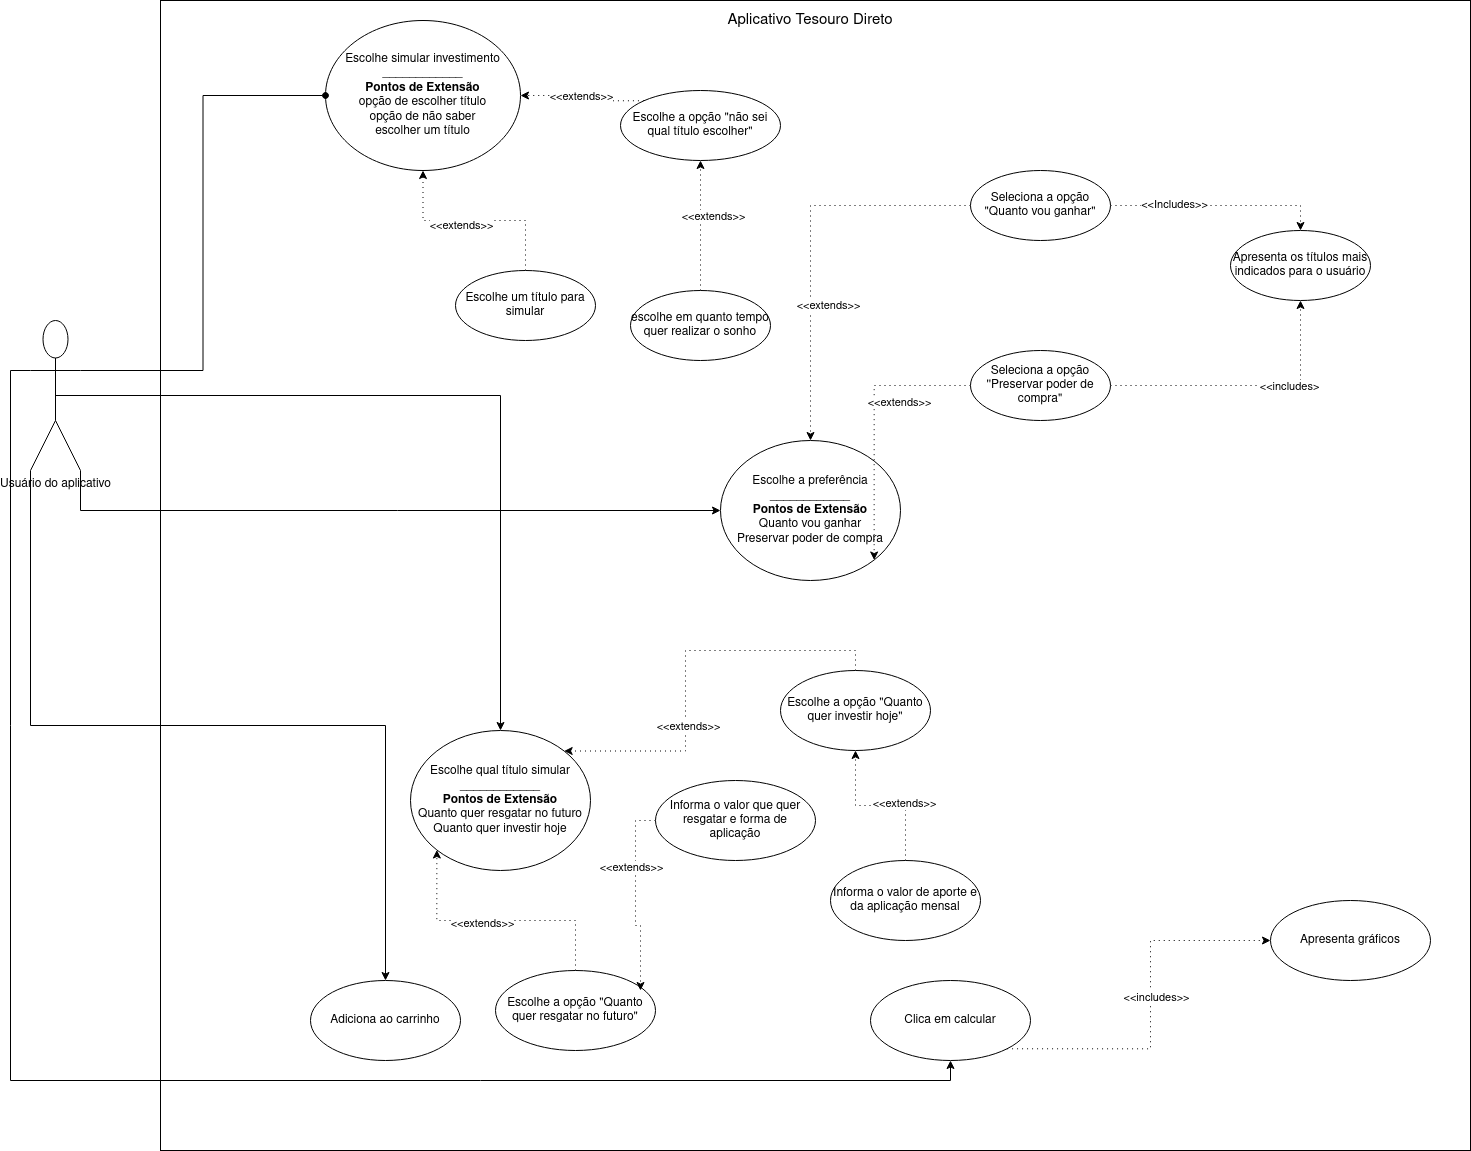 Aplicativo Tesouro Direto
Escolhe simular investimento
____________
Pontos de Extensão
opção de escolher título
opção de não saber
escolher um título
<<extends>>
Escolhe a opção "não sei
qual título escolher"
<<extends>>
<<extends>>
Escolhe um título para
simular
escolhe em quanto tempo
quer realizar o sonho
Seleciona a opção
"Quanto vou ganhar"
<<Includes>>
Apresenta os títulos mais
indicados para o usuário
<<extends>>
Seleciona a opção
"Preservar poder de
compra"
<<includes>
<<extends>>
Usuário do aplicativo
Escolhe a preferência
____________
Pontos de Extensão
Quanto vou ganhar
Preservar poder de compra
Escolhe a opção "Quanto
quer investir hoje"
<<extends>>
Escolhe qual título simular
____________
Pontos de Extensão
Quanto quer resgatar no futuro
Quanto quer investir hoje
Informa o valor que quer
resgatar e forma de
aplicação
<<extends>>
<<extends>>
Informa o valor de aporte e
da aplicação mensal
<<extends>>
Apresenta gráficos
Adiciona ao carrinho
Escolhe a opção "Quanto
quer resgatar no futuro"
Clica em calcular
<<includes>>